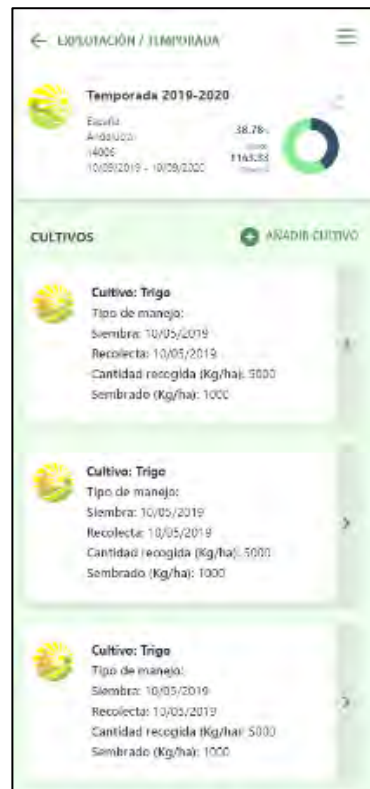 ← EXPLOTACIÓN / TEMPORADA
Temporada 2019-2020
España
Andalucía
14006
10/09/2019 - 10/09/2020
38.78%
1163.33
CULTIVOS
AÑADIR CULTIVO
Cultivo: Trigo
Tipo de manejo:
Siembra: 10/05/2019
Recolecta: 10/05/2019
Cantidad recogida (Kg/ha): 5000
Sembrado (Kg/ha): 1000
Cultivo: Trigo
Tipo de manejo:
Siembra: 10/05/2019
Recolecta: 10/05/2019
Cantidad recogida (Kg/ha): 5000
Sembrado (Kg/ha): 1000
Cultivo: Trigo
Tipo de manejo:
Siembra: 10/05/2019
Recolecta: 10/05/2019
Cantidad recogida (Kg/ha): 5000
Sembrado (Kg/ha): 1000